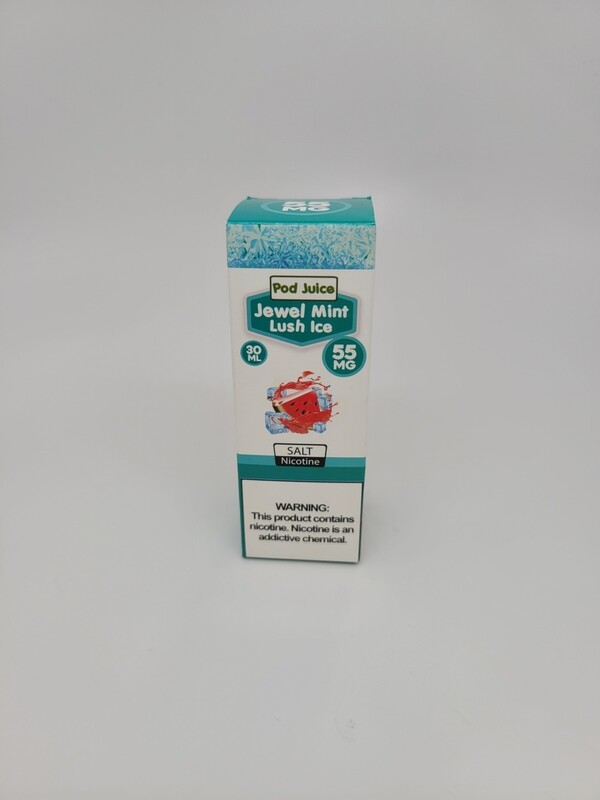 55
MG
Pod Juice
Jewel Mint
Lush Ice
30
ML
55
MG
SALT
Nicotine
WARNING:
This product contains
nicotine. Nicotine is an
addictive chemical.